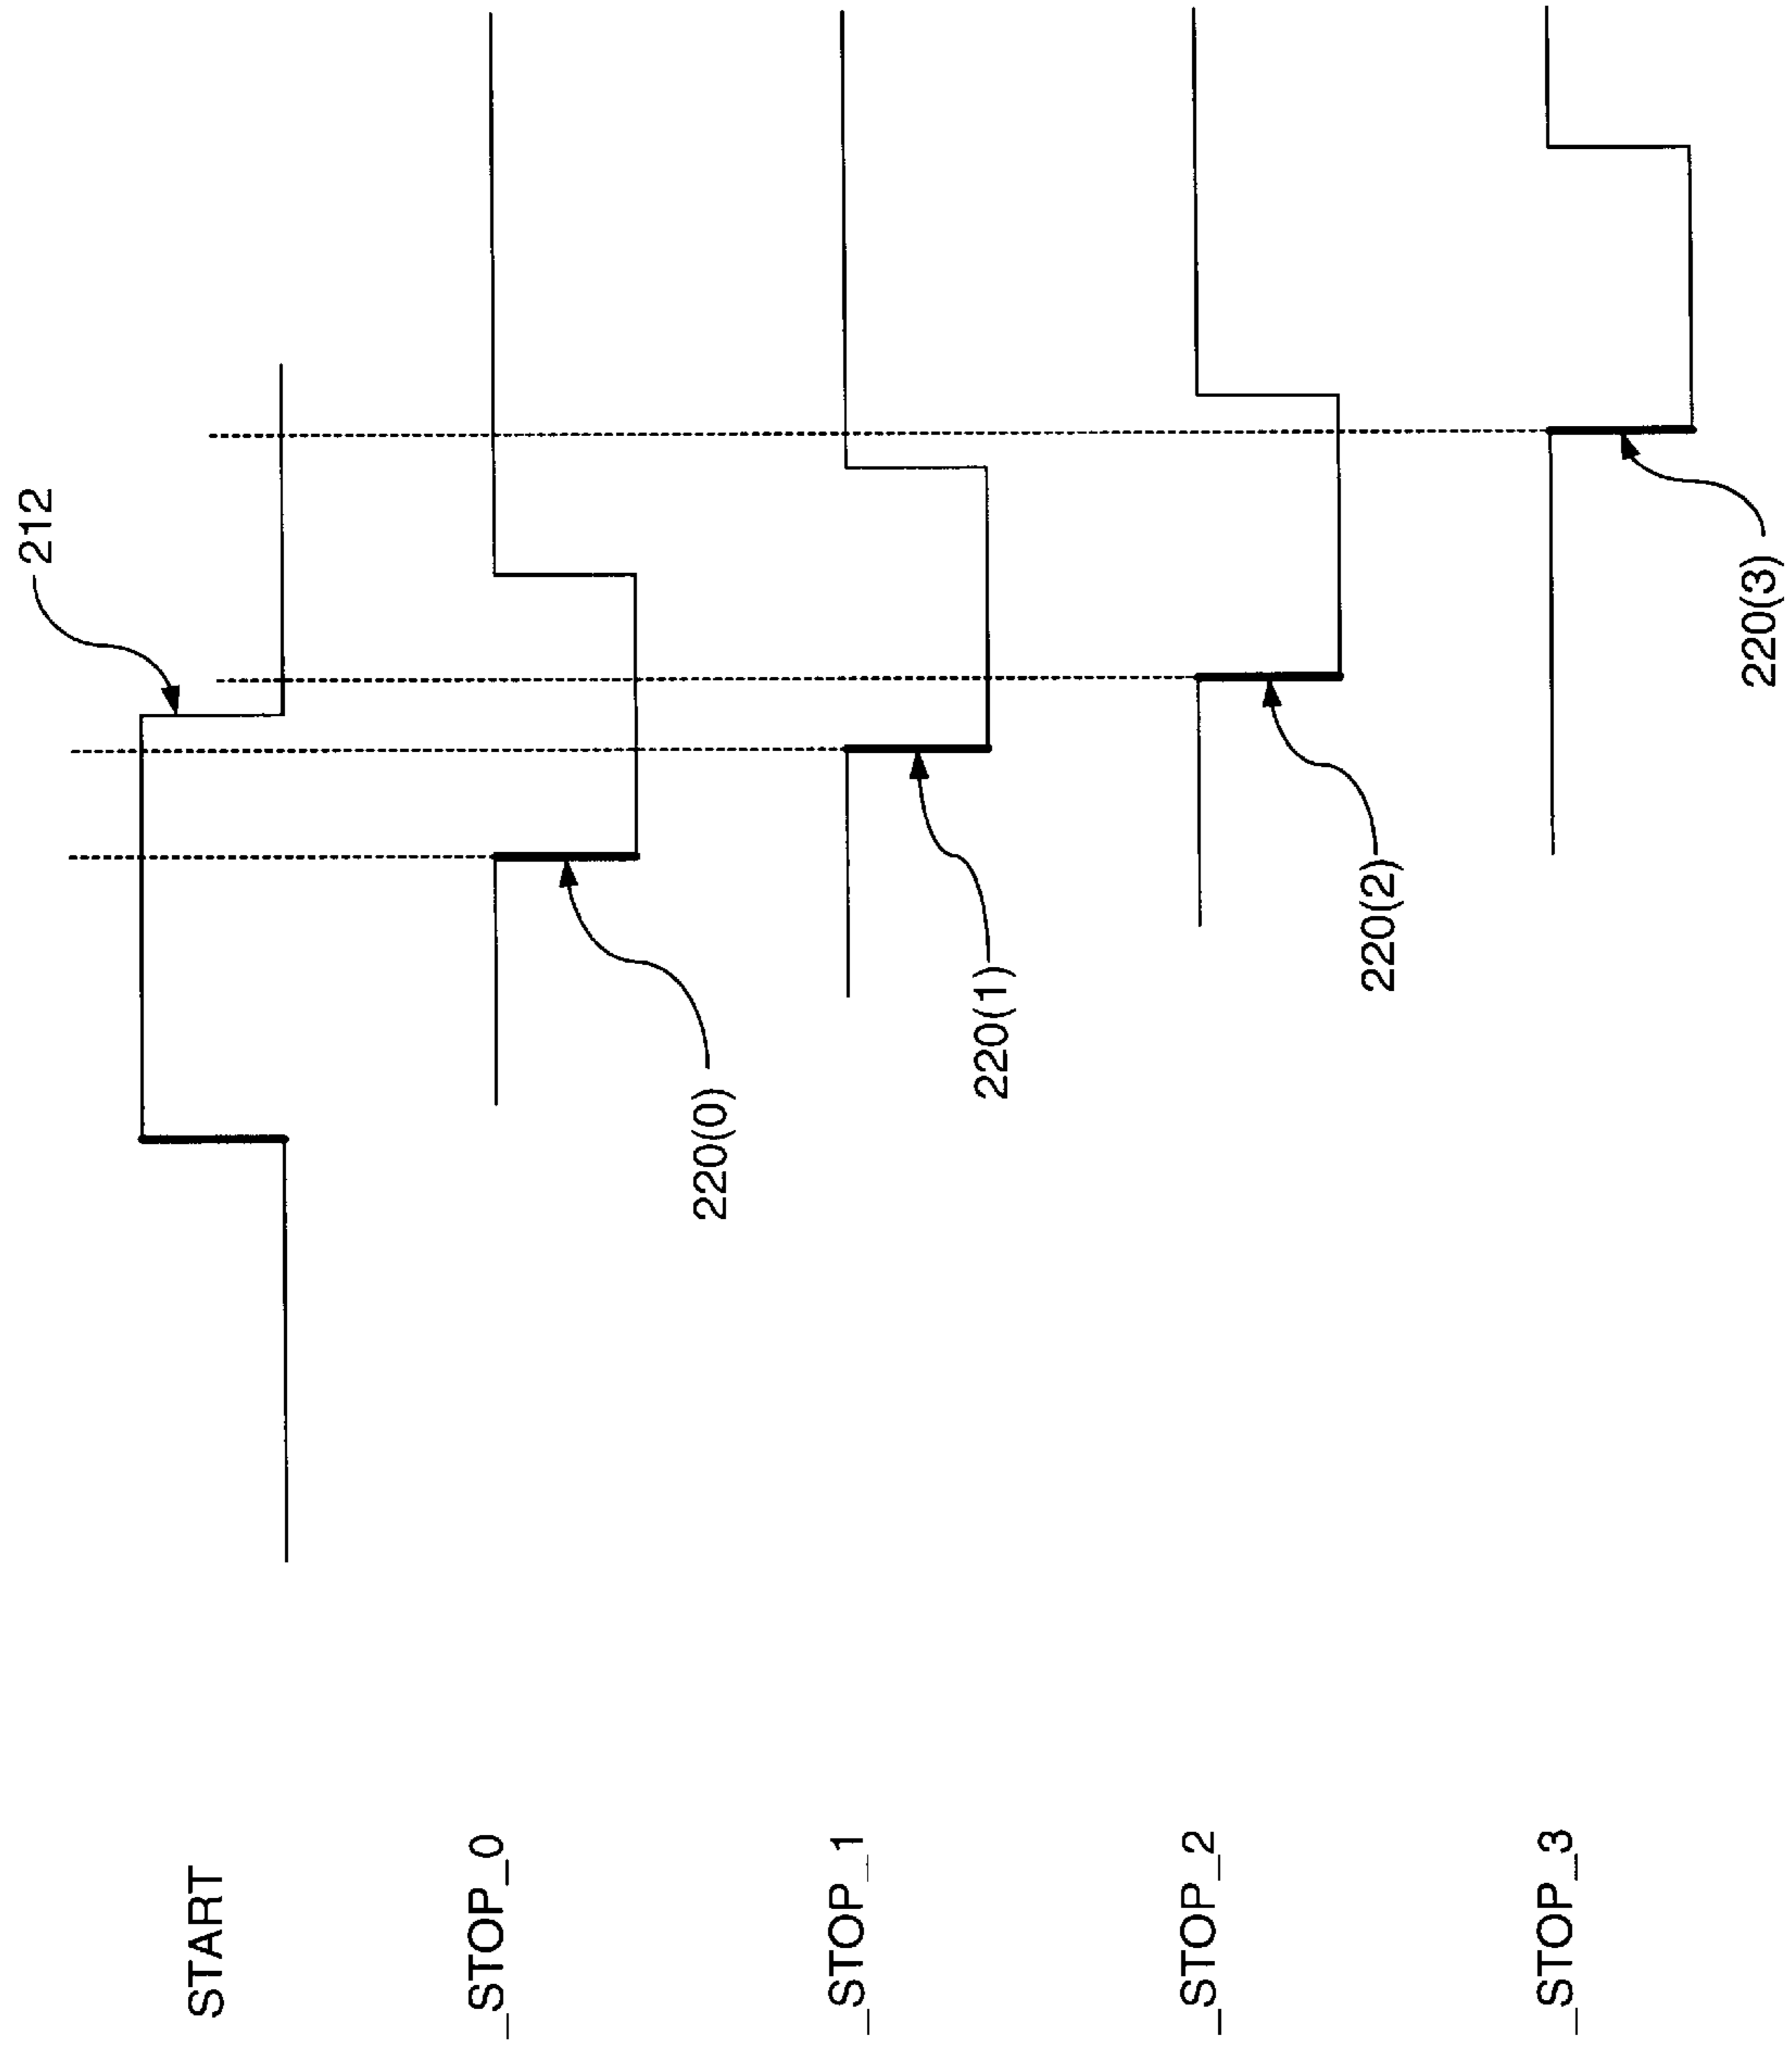 212
START
_STOP_0
220(0)
_STOP_1
220(1)
_STOP_2
220(2)
_STOP_3
220(3)